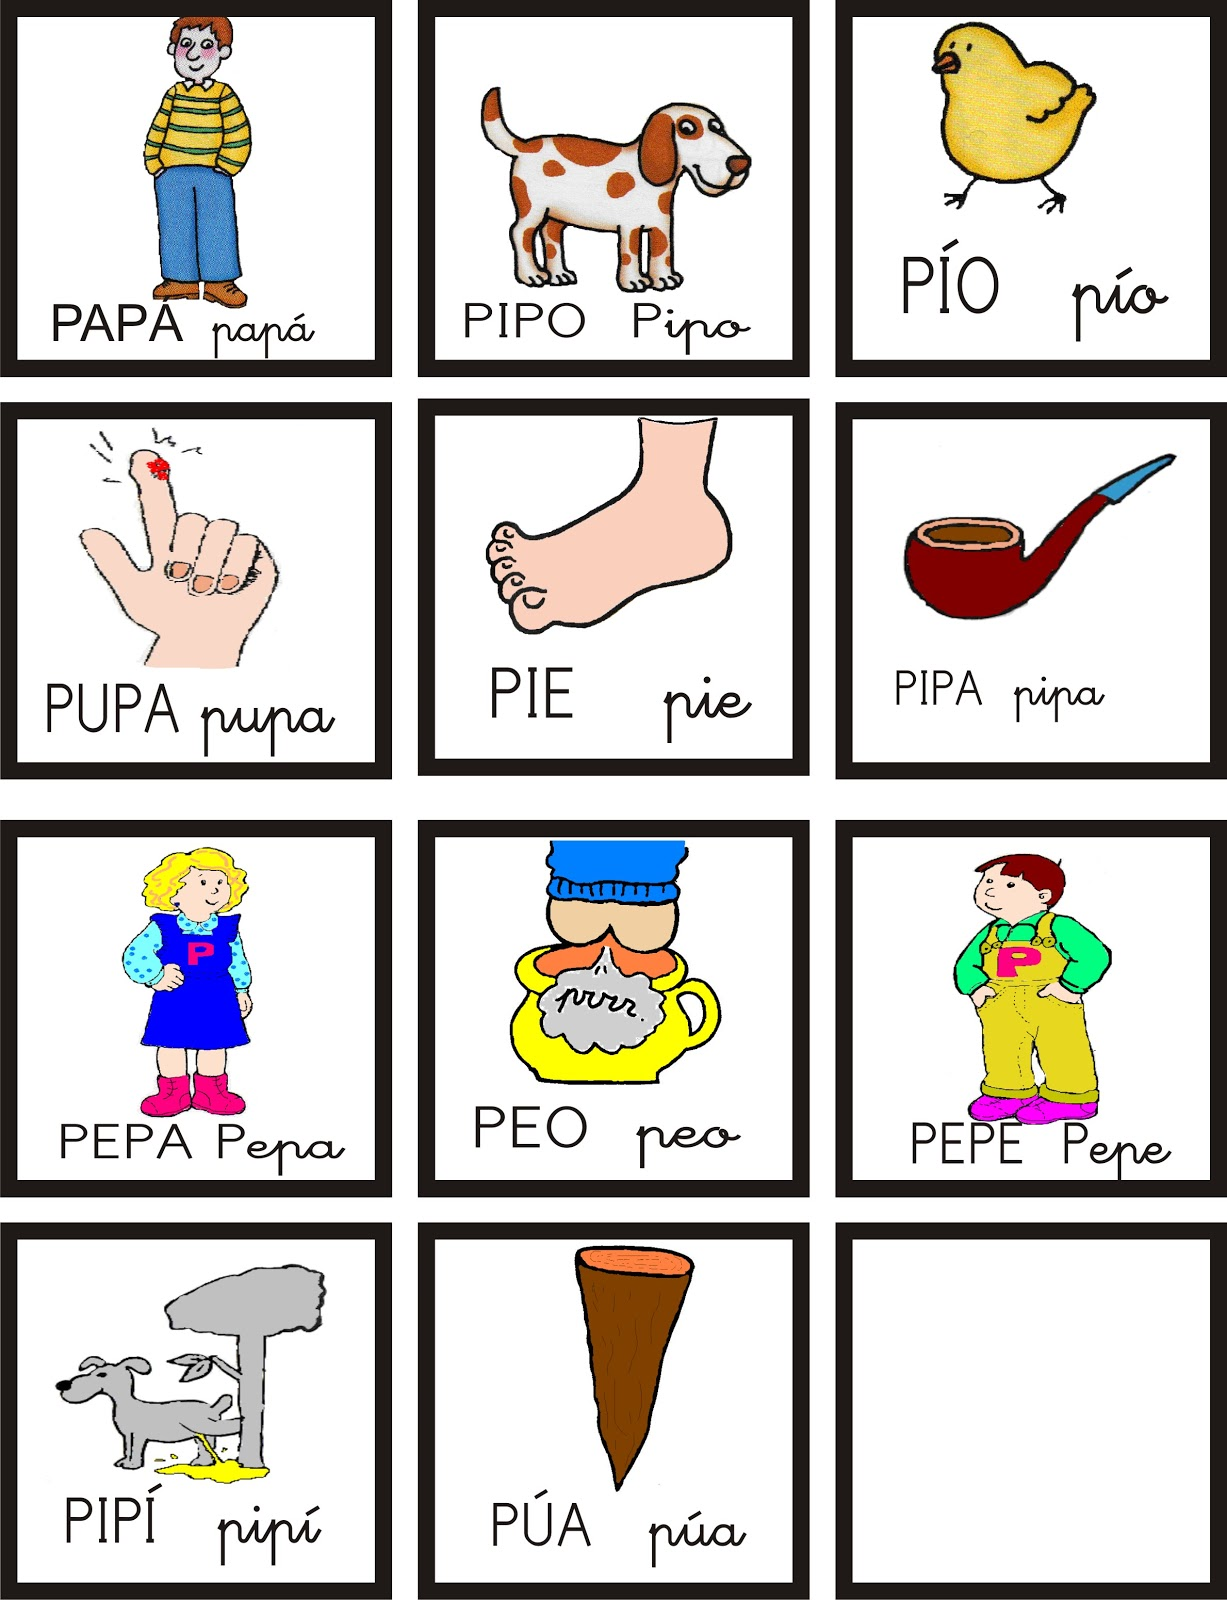 PAPÁ papá
PIPO Pipo
PÍO pío
PUPA pupa
PIE pie
PIPA pipa
P
PEPA Pepa
prrr.
PEO peo
P
PEPE Pepe
PIPÍ pipí
PÚA púa